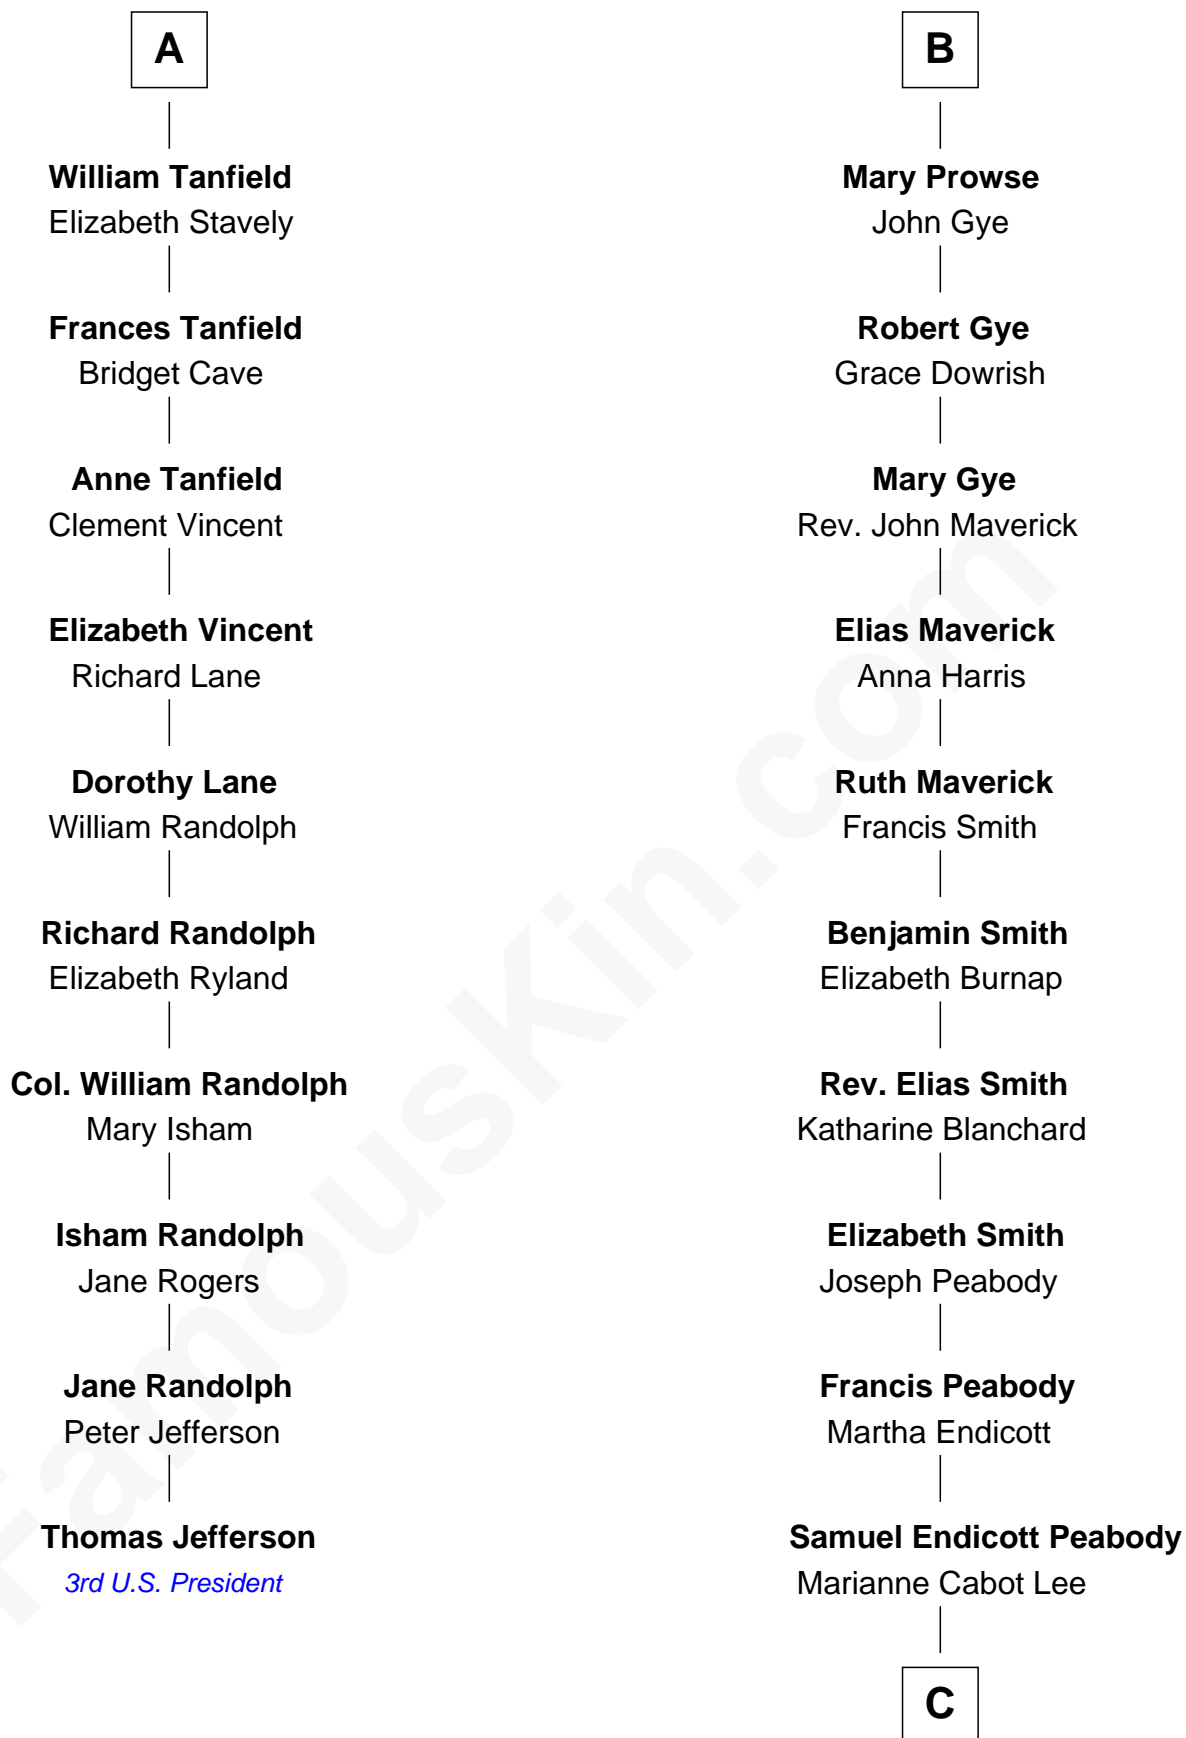 A
William Tanfield
Elizabeth Stavely
Frances Tanfield
Bridget Cave
Anne Tanfield
Clement Vincent
Elizabeth Vincent
Richard Lane
Dorothy Lane
William Randolph
Richard Randolph
Elizabeth Ryland
Col. William Randolph
Mary Isham
Isham Randolph
Jane Rogers
Jane Randolph
Peter Jefferson
Thomas Jefferson
3rd U.S. President
B
Mary Prowse
John Gye
Robert Gye
Grace Dowrish
Mary Gye
Rev. John Maverick
Elias Maverick
Anna Harris
Ruth Maverick
Francis Smith
Benjamin Smith
Elizabeth Burnap
Rev. Elias Smith
Katharine Blanchard
Elizabeth Smith
Joseph Peabody
Francis Peabody
Martha Endicott
Samuel Endicott Peabody
Marianne Cabot Lee
C
FamousKin.com